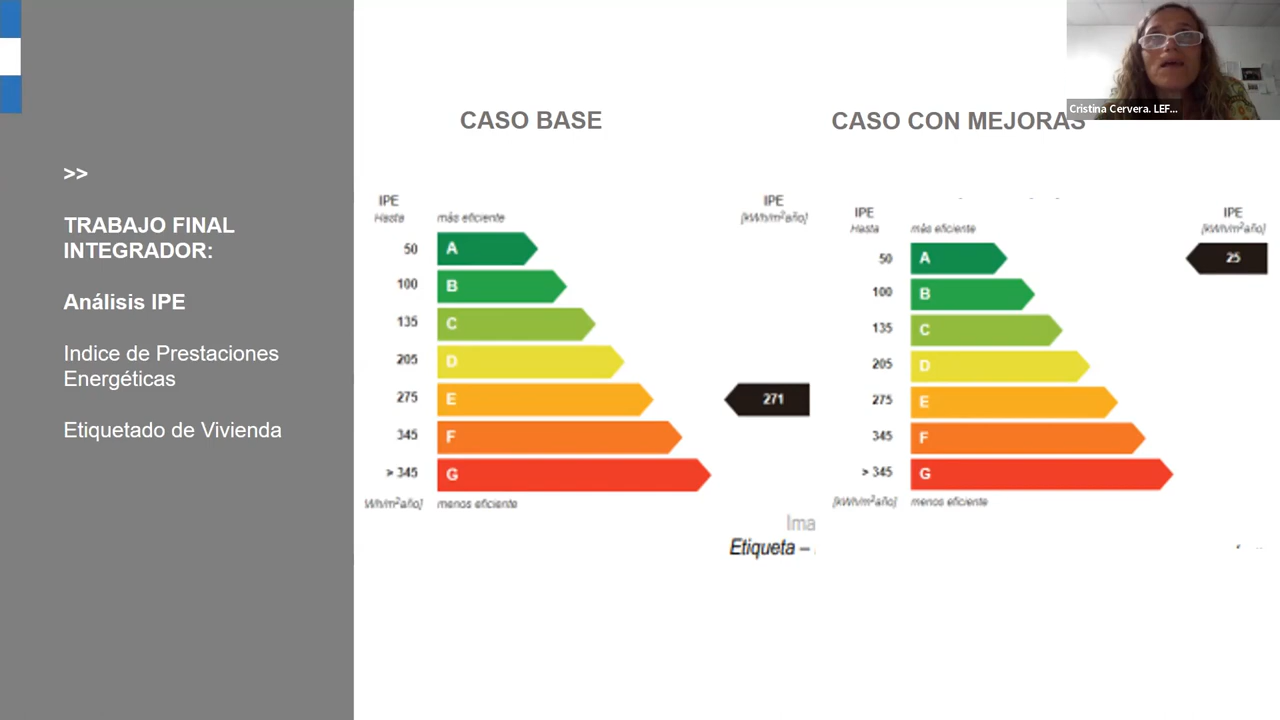 >>
TRABAJO FINAL
INTEGRADOR:
Análisis IPE
Indice de Prestaciones
Energéticas
Etiquetado de Vivienda
CASO BASE
IPE
Hasta
más eficiente
IPE
[kWh/m²año]
50 A
100 B
135 C
205 D
275 E 271
345 F
> 345 G
Wh/m²año] menos eficiente
Ima
Etiqueta –
CASO CON MEJORAS
IPE
Hasta
más eficiente
IPE
[kWh/m²año]
50 A 25
100 B
135 C
205 D
275 E
345 F
> 345 G
[kWh/m²año] menos eficiente
Cristina Cervera. LEF...